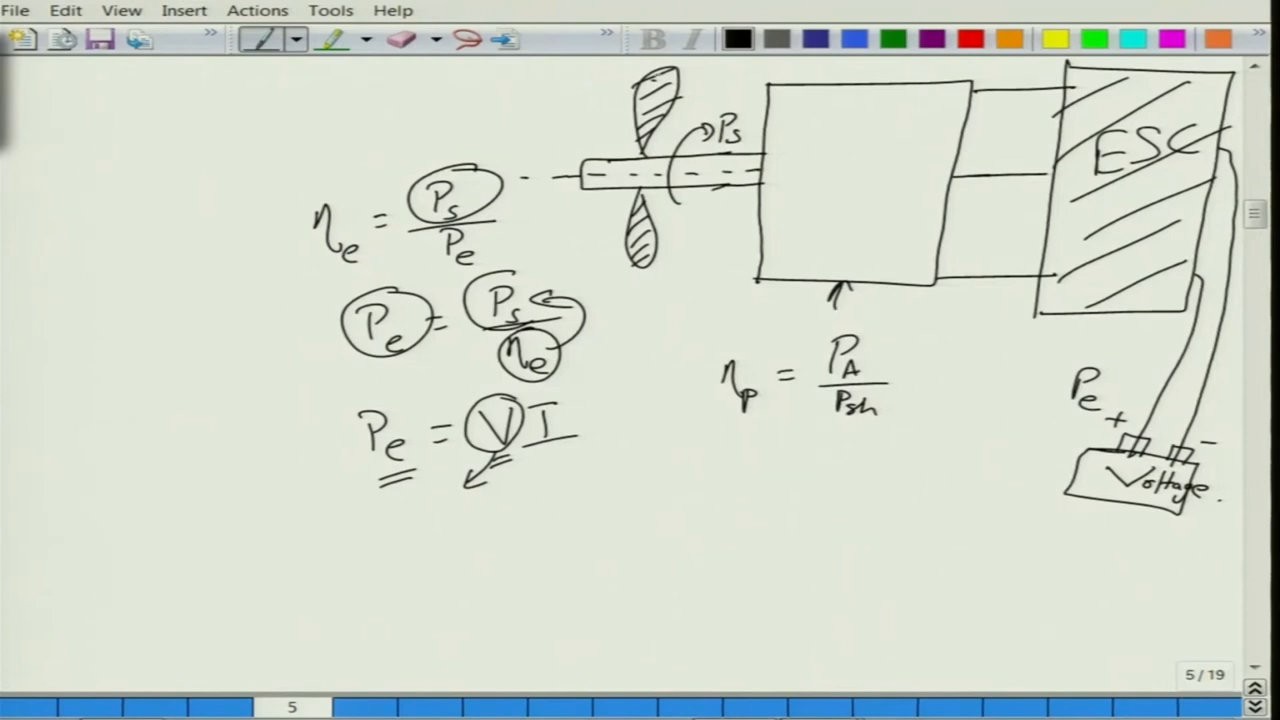 File Edit View Insert Actions Tools Help
B I
Ps
ESC
ηe = Ps / Pe
Pe = Ps / ηe
ηp = PA / Psh
Pe = V I
Pe
+ -
Voltage.
5 / 19
5